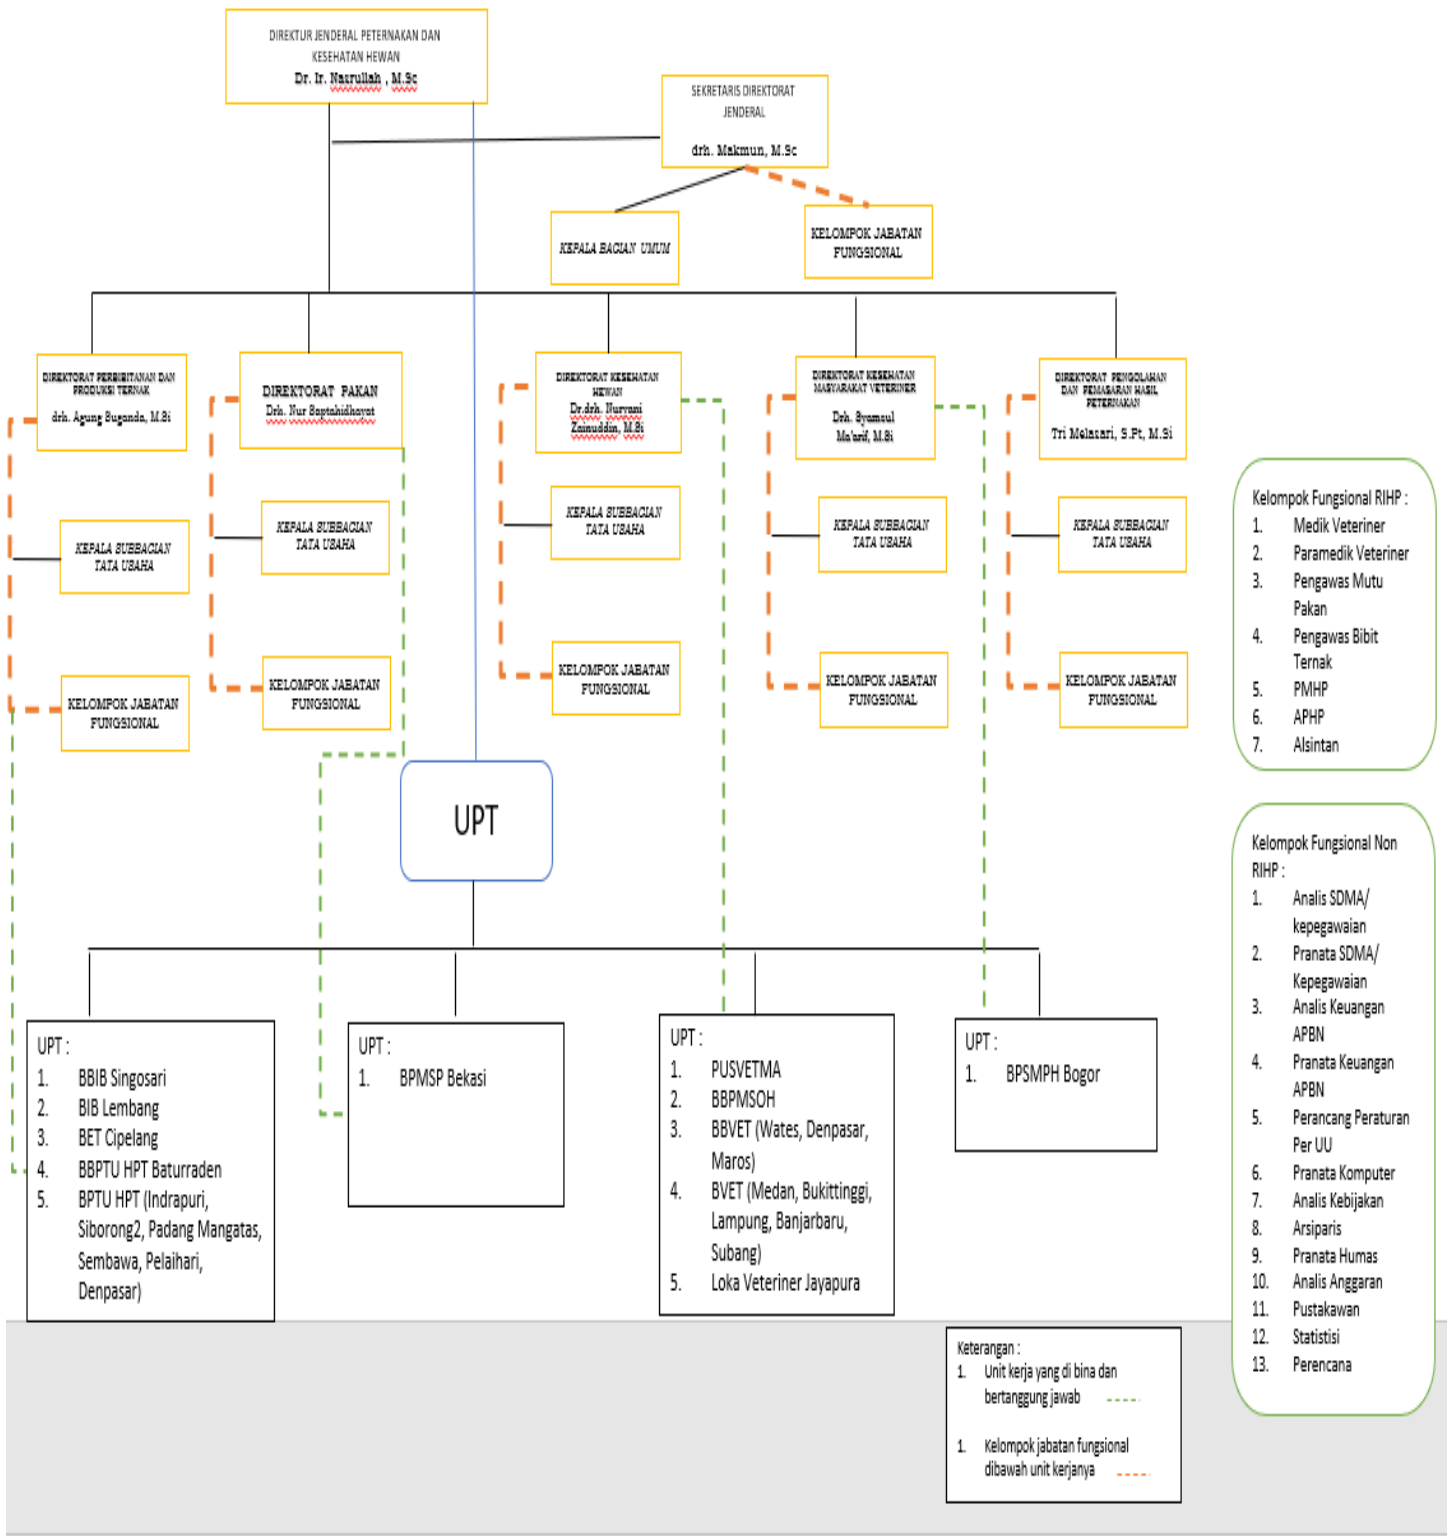 DIREKTUR JENDERAL PETERNAKAN DAN
KESEHATAN HEWAN
Dr. Ir. Nasrullah , M.Sc
SEKRETARIS DIREKTORAT
JENDERAL
drh. Makmun, M.Sc
KEPALA BAGIAN UMUM
KELOMPOK JABATAN
FUNGSIONAL
DIREKTORAT PERBIBITANAN DAN
PRODUKSI TERNAK
drh. Agung Suganda, M.Si
DIREKTORAT PAKAN
Drh. Nur Saptahidhayat
DIREKTORAT KESEHATAN
HEWAN
Dr.drh. Nuryani
Zainuddin, M.Si
DIREKTORAT KESEHATAN
MASYARAKAT VETERINER
Drh. Syamsul
Ma'arif, M.Si
DIREKTORAT PENGOLAHAN
DAN PEMASARAN HASIL
PETERNAKAN
Tri Melasari, S.Pt, M.Si
KEPALA SUBBAGIAN
TATA USAHA
KEPALA SUBBAGIAN
TATA USAHA
KEPALA SUBBAGIAN
TATA USAHA
KEPALA SUBBAGIAN
TATA USAHA
KEPALA SUBBAGIAN
TATA USAHA
KELOMPOK JABATAN
FUNGSIONAL
KELOMPOK JABATAN
FUNGSIONAL
KELOMPOK JABATAN
FUNGSIONAL
KELOMPOK JABATAN
FUNGSIONAL
KELOMPOK JABATAN
FUNGSIONAL
Kelompok Fungsional RIHP :
1. Medik Veteriner
2. Paramedik Veteriner
3. Pengawas Mutu
Pakan
4. Pengawas Bibit
Ternak
5. PMHP
6. APHP
7. Alsintan
UPT
UPT :
1. BBIB Singosari
2. BIB Lembang
3. BET Cipelang
4. BBPTU HPT Baturraden
5. BPTU HPT (Indrapuri,
Siborong2, Padang Mangatas,
Sembawa, Pelaihari,
Denpasar)
UPT :
1. BPMSP Bekasi
UPT :
1. PUSVETMA
2. BBPMSOH
3. BBVET (Wates, Denpasar,
Maros)
4. BVET (Medan, Bukittinggi,
Lampung, Banjarbaru,
Subang)
5. Loka Veteriner Jayapura
UPT :
1. BPSMPH Bogor
Kelompok Fungsional Non
RIHP :
1. Analis SDMA/
kepegawaian
2. Pranata SDMA/
Kepegawaian
3. Analis Keuangan
APBN
4. Pranata Keuangan
APBN
5. Perancang Peraturan
Per UU
6. Pranata Komputer
7. Analis Kebijakan
8. Arsiparis
9. Pranata Humas
10. Analis Anggaran
11. Pustakawan
12. Statistisi
13. Perencana
Keterangan :
1. Unit kerja yang di bina dan
bertanggung jawab
1. Kelompok jabatan fungsional
dibawah unit kerjanya